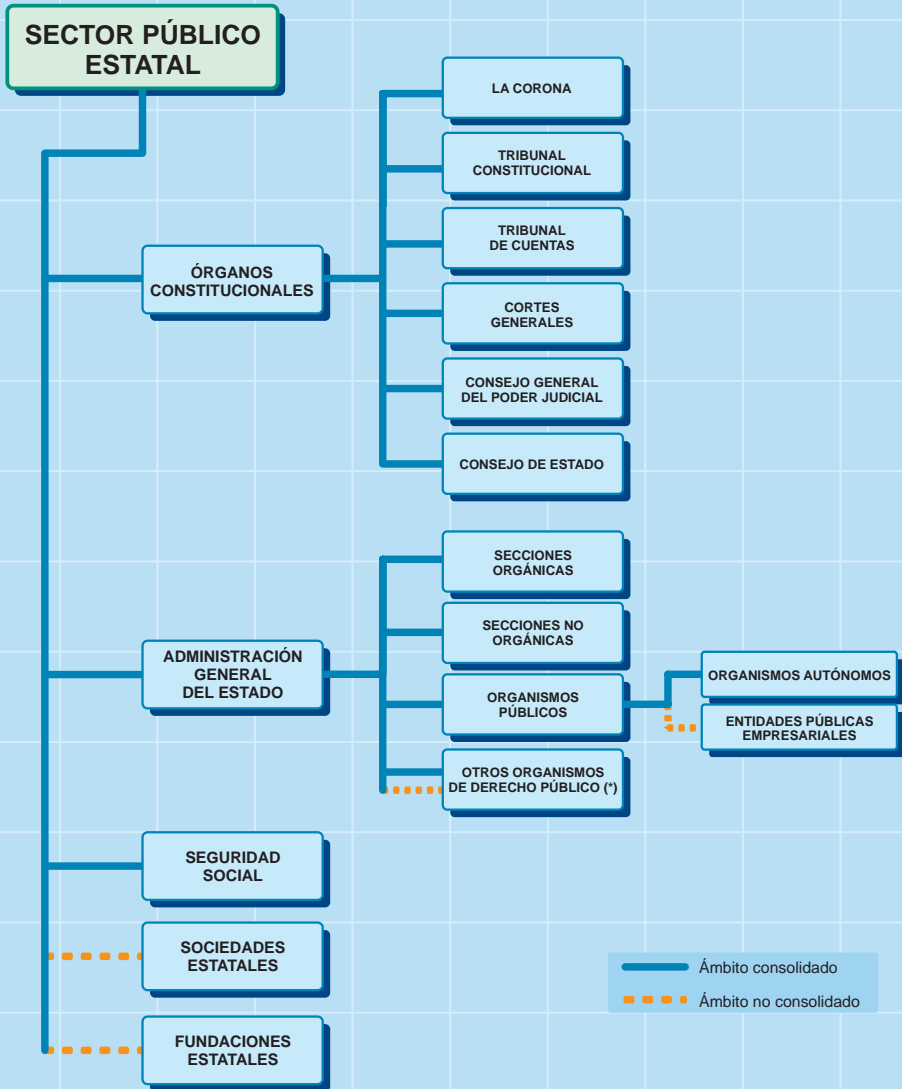 SECTOR PÚBLICO
ESTATAL
ÓRGANOS
CONSTITUCIONALES
LA CORONA
TRIBUNAL
CONSTITUCIONAL
TRIBUNAL
DE CUENTAS
CORTES
GENERALES
CONSEJO GENERAL
DEL PODER JUDICIAL
CONSEJO DE ESTADO
ADMINISTRACIÓN
GENERAL
DEL ESTADO
SECCIONES
ORGÁNICAS
SECCIONES NO
ORGÁNICAS
ORGANISMOS
PÚBLICOS
ORGANISMOS AUTÓNOMOS
ENTIDADES PÚBLICAS
EMPRESARIALES
OTROS ORGANISMOS
DE DERECHO PÚBLICO (*)
SEGURIDAD
SOCIAL
SOCIEDADES
ESTATALES
FUNDACIONES
ESTATALES
Ámbito consolidado
Ámbito no consolidado